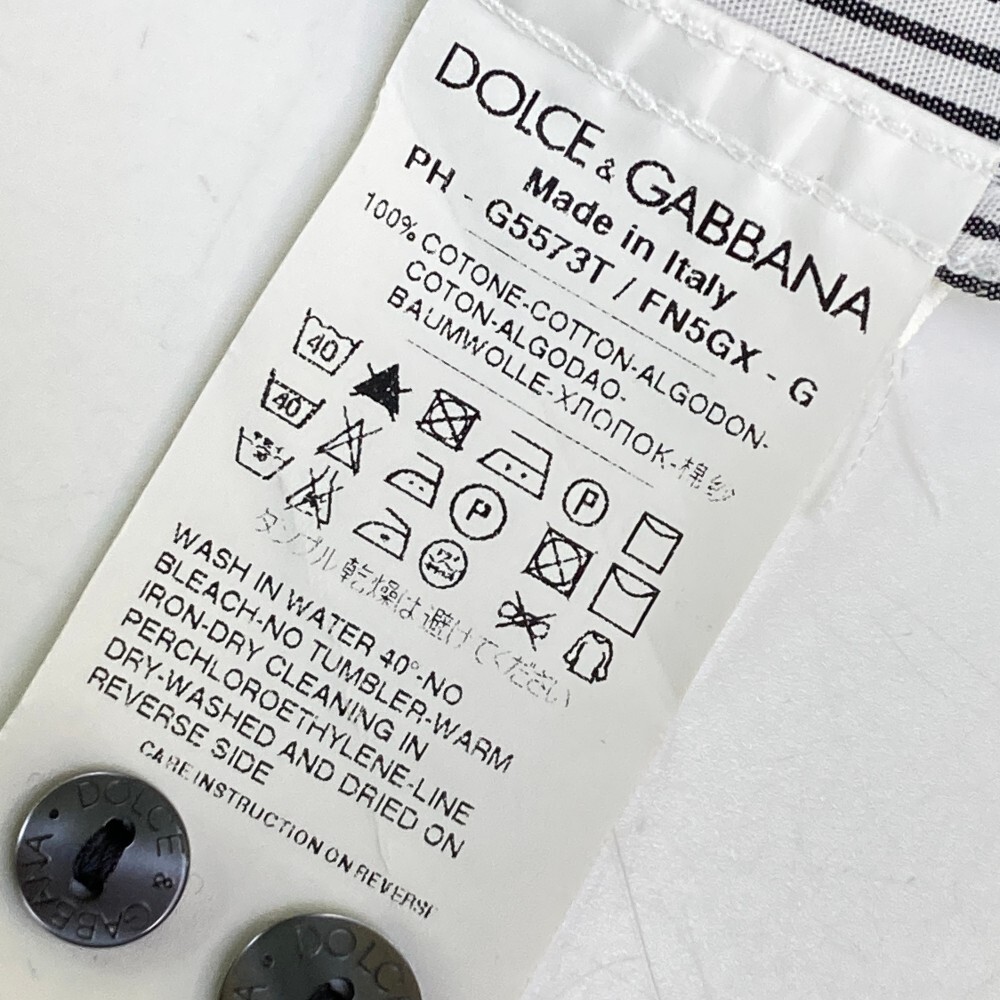 DOLCE & GABBANA
Made in Italy
PH - G5573T / FN5GX - G
100% COTONE-COTTON-ALGODON-
COTON-ALGODAO-
BAUMWOLLE-ХЛОПОК-棉纱
40
P
40
P
タンブル乾燥は避けてください
WASH IN WATER 40°-NO
BLEACH-NO TUMBLER-WARM
IRON-DRY CLEANING IN
PERCHLOROETHYLENE-LINE
DRY-WASHED AND DRIED ON
REVERSE SIDE
CARE INSTRUCTION ON REVERSE
DOLCE & GABBANA
DOLCE